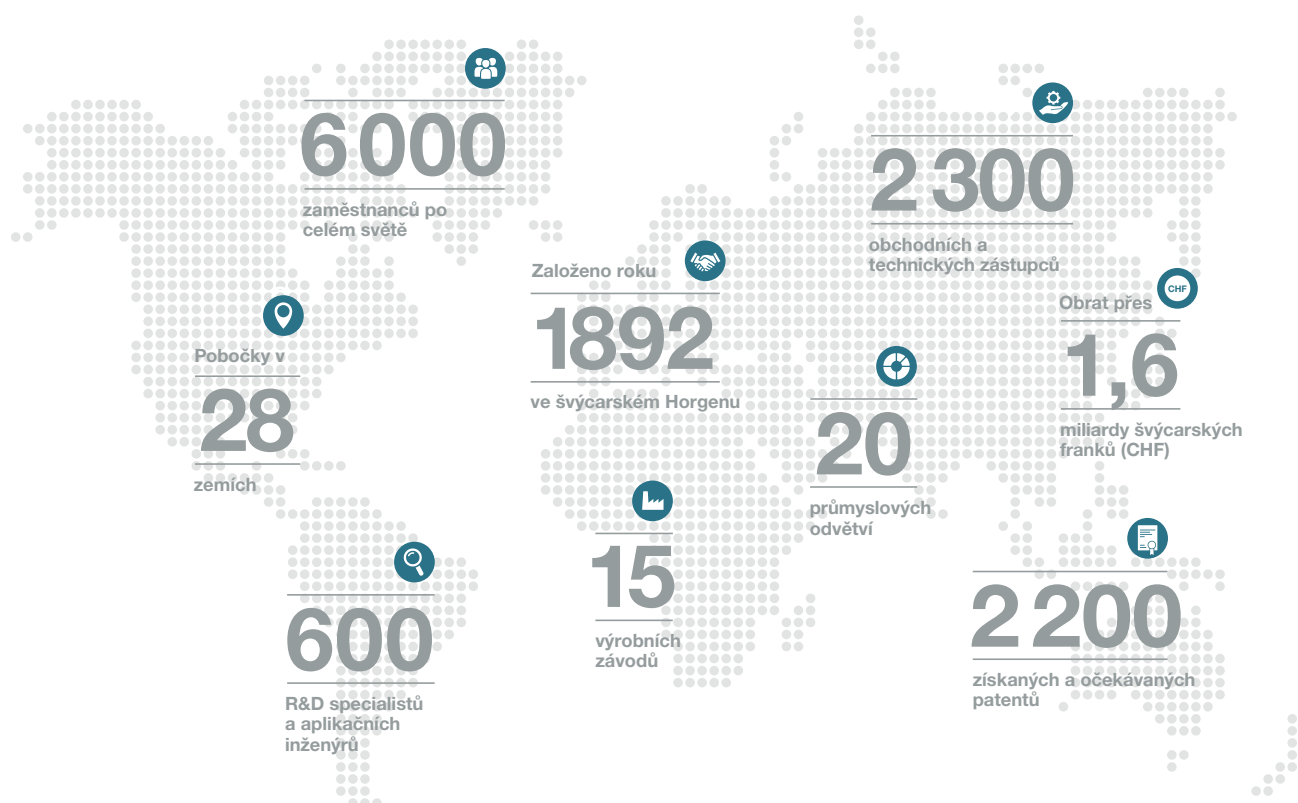 6 000
zaměstnanců po
celém světě
2 300
obchodních a
technických zástupců
Založeno roku
1892
ve švýcarském Horgenu
CHF
Obrat přes
1,6
miliardy švýcarských
franků (CHF)
Pobočky v
28
zemích
20
průmyslových
odvětví
15
výrobních
závodů
600
R&D specialistů
a aplikačních
inženýrů
2 200
získaných a očekávaných
patentů